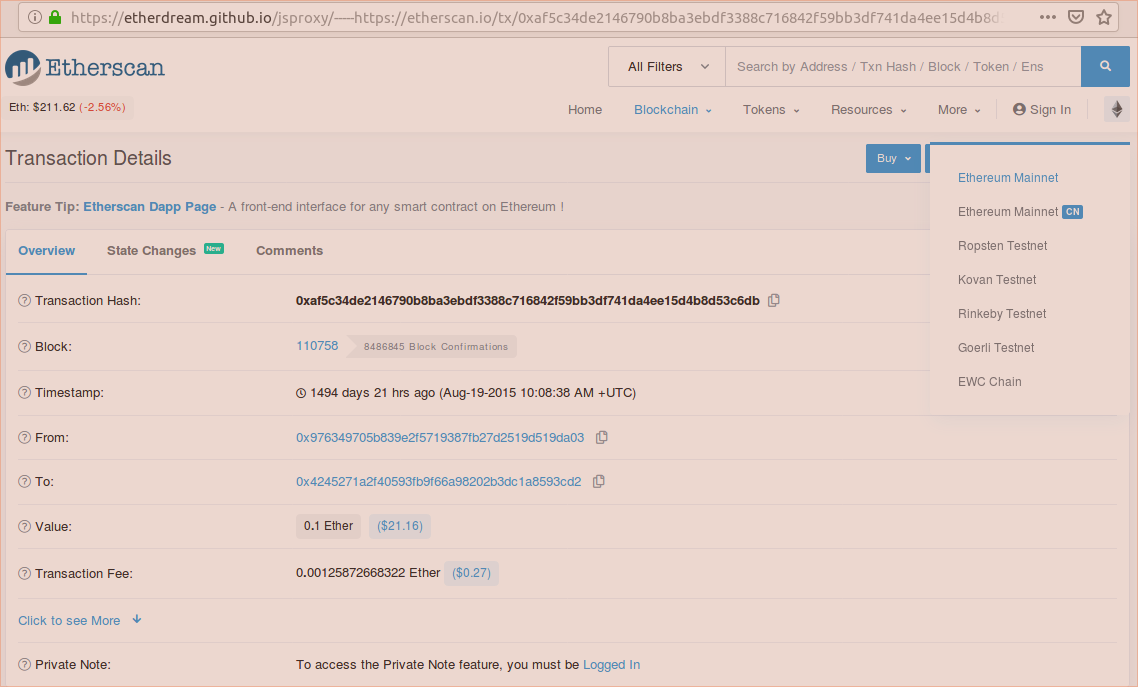 https://etherdream.github.io/jsproxy/-----https://etherscan.io/tx/0xaf5c34de2146790b8ba3ebdf3388c716842f59bb3df741da4ee15d4b8d
Etherscan
All Filters
Search by Address / Txn Hash / Block / Token / Ens
Eth: $211.62 (-2.56%)
Home Blockchain Tokens Resources More Sign In
Transaction Details
Buy
Feature Tip: Etherscan Dapp Page - A front-end interface for any smart contract on Ethereum !
Ethereum Mainnet
Ethereum Mainnet CN
Ropsten Testnet
Kovan Testnet
Rinkeby Testnet
Goerli Testnet
EWC Chain
Overview State Changes New Comments
Transaction Hash: 0xaf5c34de2146790b8ba3ebdf3388c716842f59bb3df741da4ee15d4b8d53c6db
Block: 110758 8486845 Block Confirmations
Timestamp: 1494 days 21 hrs ago (Aug-19-2015 10:08:38 AM +UTC)
From: 0x976349705b839e2f5719387fb27d2519d519da03
To: 0x4245271a2f40593fb9f66a98202b3dc1a8593cd2
Value: 0.1 Ether ($21.16)
Transaction Fee: 0.00125872668322 Ether ($0.27)
Click to see More
Private Note: To access the Private Note feature, you must be Logged In